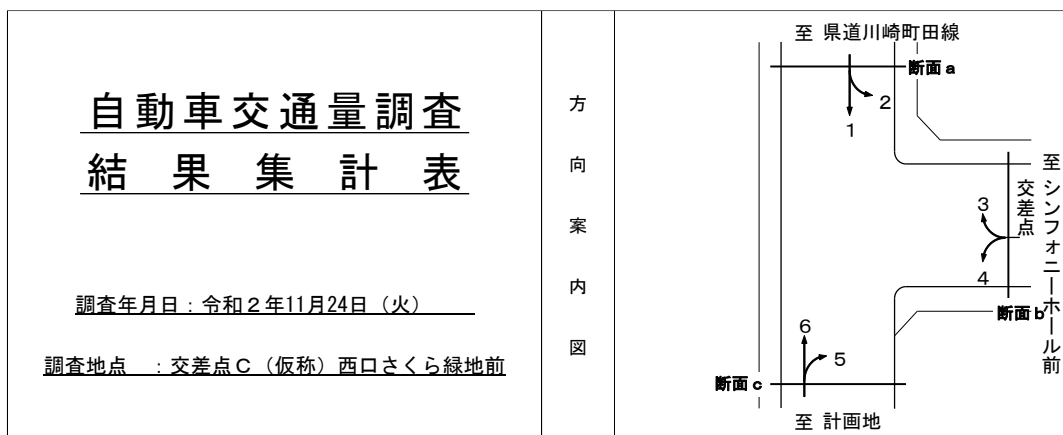 自動車交通量調査
結果集計表
調査年月日：令和２年11月24日（火）
調査地点　：交差点Ｃ（仮称）西口さくら緑地前
方向案内図
至 県道川崎町田線
断面ａ
2
1
至 シンフォニーホール前
交差点
3
4
断面ｂ
6
5
断面ｃ
至 計画地